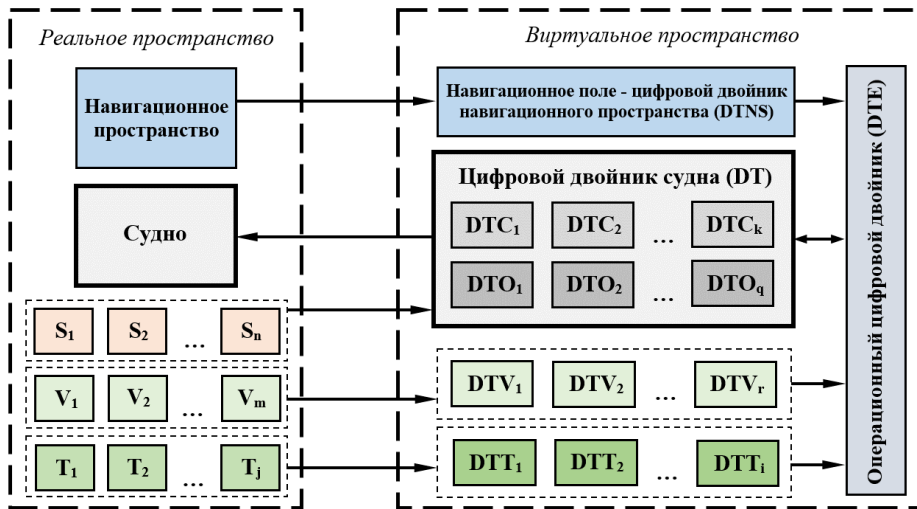 Реальное пространство
Навигационное
пространство
Судно
S₁ S₂ ... Sₙ
V₁ V₂ ... Vₘ
T₁ T₂ ... Tⱼ
Виртуальное пространство
Навигационное поле - цифровой двойник
навигационного пространства (DTNS)
Цифровой двойник судна (DT)
DTC₁ DTC₂ ... DTCₖ
DTO₁ DTO₂ ... DTO_q
DTV₁ DTV₂ ... DTVᵣ
DTT₁ DTT₂ ... DTTᵢ
Операционный цифровой двойник (DTE)